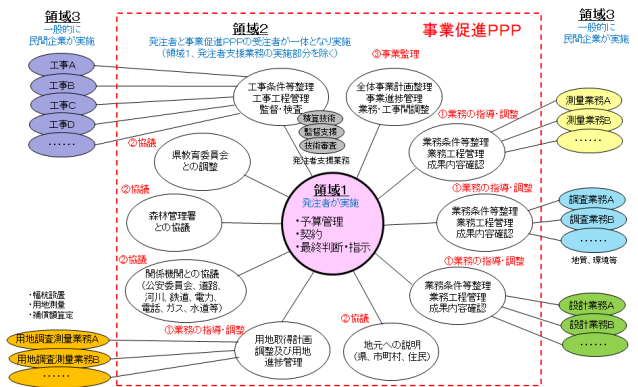 領域3
一般的に
民間企業が実施
工事A
工事B
工事C
工事D
……
領域2
発注者と事業促進PPPの受注者が一体となり実施
(領域1、発注者支援業務の実施部分を除く)
事業促進PPP
領域3
一般的に
民間企業が実施
③事業監理
工事条件等整理
工事工程管理
監督・検査
積算技術
監督支援
技術審査
発注者支援業務
全体事業計画整理
事業進捗管理
業務・工事間調整
①業務の指導・調整
業務条件等整理
業務工程管理
成果内容確認
測量業務A
測量業務B
……
②協議
県教育委員会
との調整
②協議
森林管理署
との協議
領域1
発注者が実施
・予算管理
・契約
・最終判断・指示
①業務の指導・調整
業務条件等整理
業務工程管理
成果内容確認
調査業務A
調査業務B
……
地質、環境等
②協議
関係機関との協議
(公安委員会、道路、
河川、鉄道、電力、
電話、ガス、水道等)
①業務の指導・調整
業務条件等整理
業務工程管理
成果内容確認
設計業務A
設計業務B
……
・幅杭設置
・用地測量
・補償額算定
用地調査測量業務A
用地調査測量業務B
……
①業務の指導・調整
用地取得計画
調整及び用地
進捗管理
②協議
地元への説明
(県、市町村、住民)